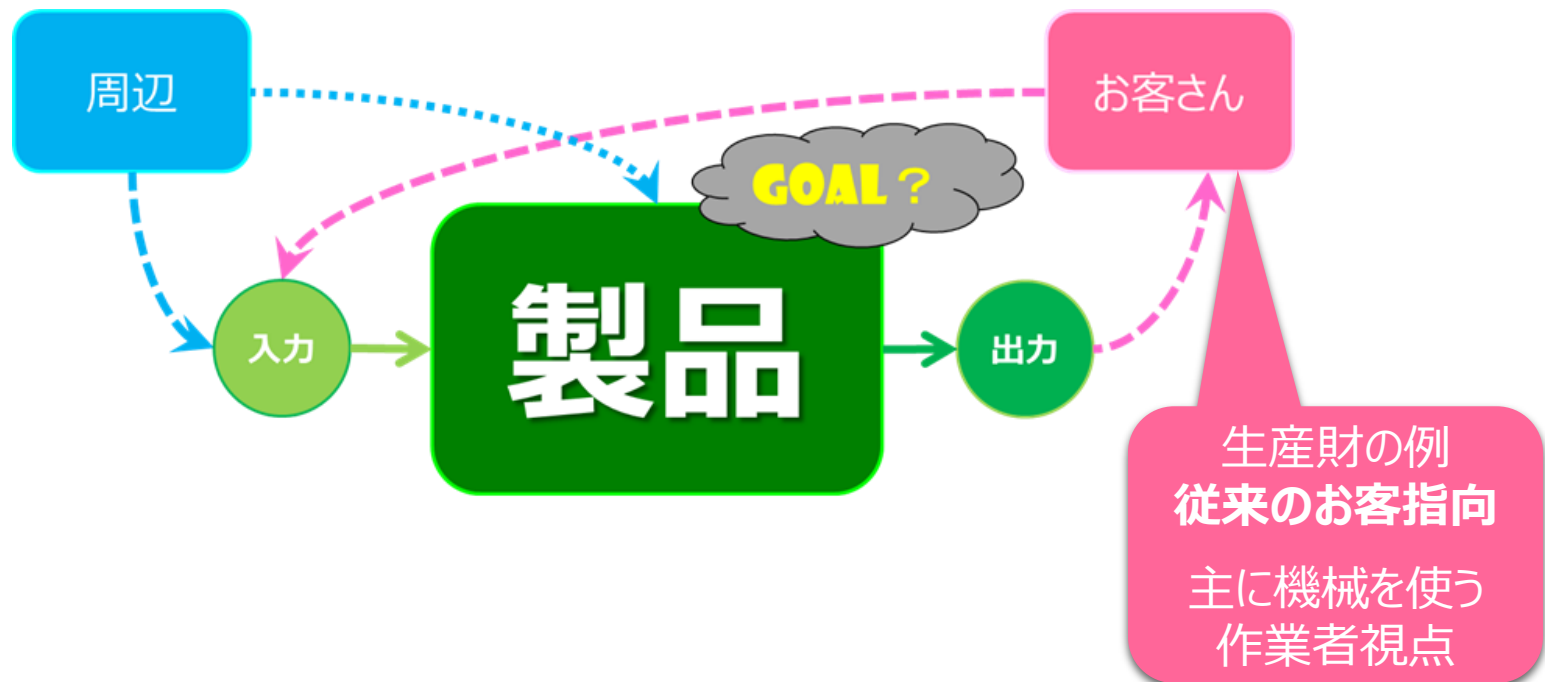 周辺
お客さん
GOAL？
入力
製品
出力
生産財の例
従来のお客指向
主に機械を使う
作業者視点